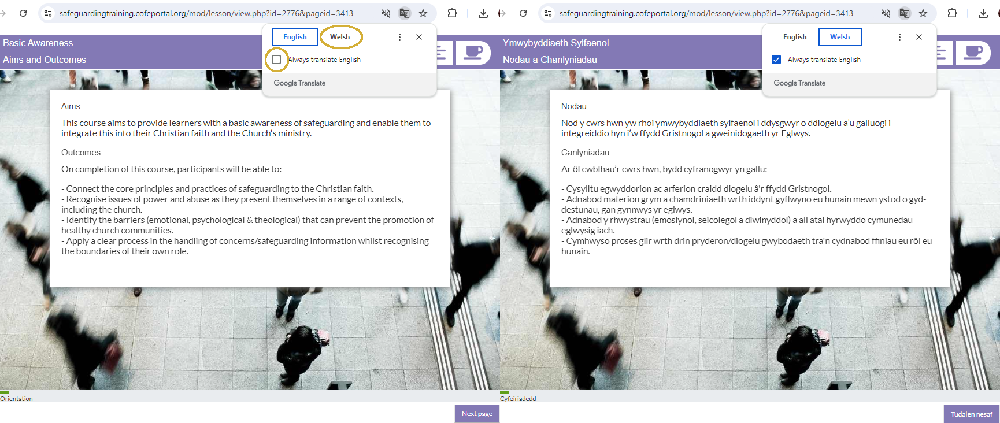 safeguardingtraining.cofeportal.org/mod/lesson/view.php?id=2776&pageid=3413
English Welsh
Always translate English
Google Translate
Basic Awareness
Aims and Outcomes
Aims:
This course aims to provide learners with a basic awareness of safeguarding and enable them to
integrate this into their Christian faith and the Church’s ministry.
Outcomes:
On completion of this course, participants will be able to:
- Connect the core principles and practices of safeguarding to the Christian faith.
- Recognise issues of power and abuse as they present themselves in a range of contexts,
including the church.
- Identify the barriers (emotional, psychological & theological) that can prevent the promotion of
healthy church communities.
- Apply a clear process in the handling of concerns/safeguarding information whilst recognising
the boundaries of their own role.
Orientation
Next page
safeguardingtraining.cofeportal.org/mod/lesson/view.php?id=2776&pageid=3413
English Welsh
Always translate English
Google Translate
Ymwybyddiaeth Sylfaenol
Nodau a Chanlyniadau
Nodau:
Nod y cwrs hwn yw rhoi ymwybyddiaeth sylfaenol i ddysgwyr o ddiogelu a’u galluogi i
integreiddio hyn i’w ffydd Gristnogol a gweinidogaeth yr Eglwys.
Canlyniadau:
Ar ôl cwblhau’r cwrs hwn, bydd cyfranogwyr yn gallu:
- Cysylltu egwyddorion ac arferion craidd diogelu â'r ffydd Gristnogol.
- Adnabod materion grym a chamdriniaeth wrth iddynt gyflwyno eu hunain mewn ystod o gyd-
destunau, gan gynnwys yr eglwys.
- Adnabod y rhwystrau (emosiynol, seicolegol a diwinyddol) a all atal hyrwyddo cymunedau
eglwysig iach.
- Cymhwyso proses glir wrth drin pryderon/diogelu gwybodaeth tra'n cydnabod ffiniau eu rôl eu
hunain.
Cyfeiriadedd
Tudalen nesaf